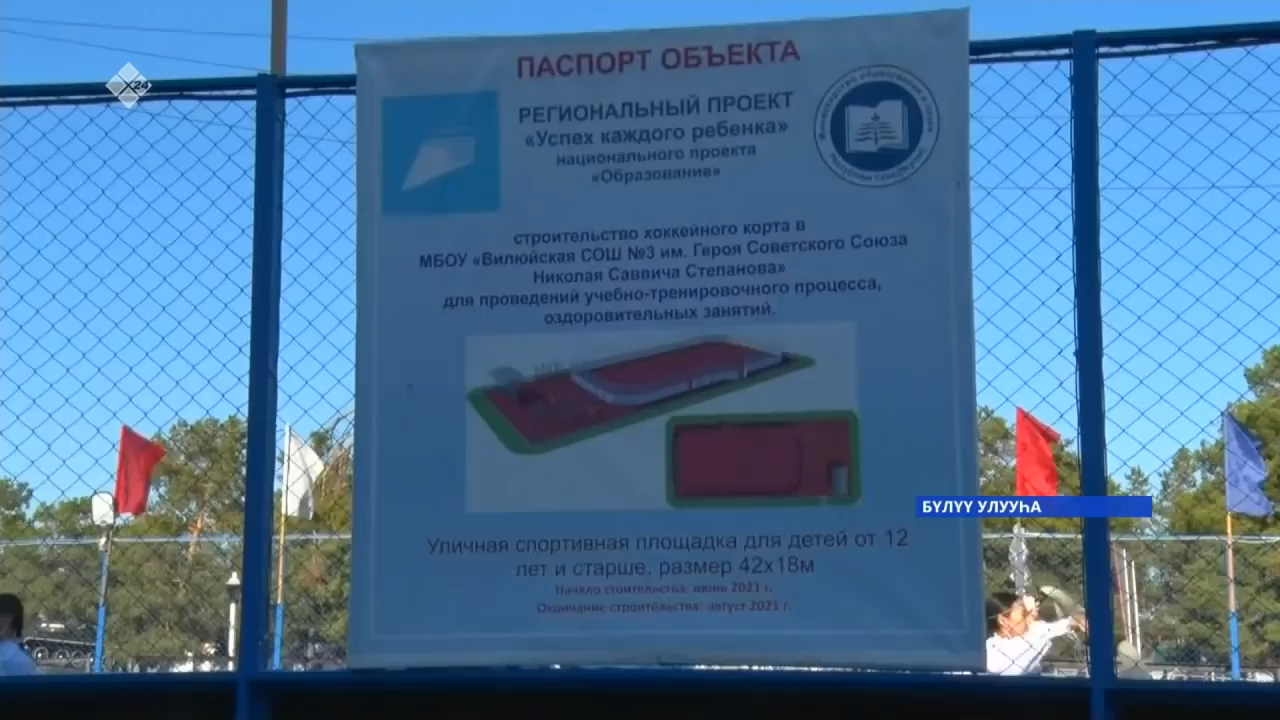 ПАСПОРТ ОБЪЕКТА
РЕГИОНАЛЬНЫЙ ПРОЕКТ
«Успех каждого ребенка»
национального проекта
«Образование»
строительство хоккейного корта в
МБОУ «Вилюйская СОШ №3 им. Героя Советского Союза
Николая Саввича Степанова»
для проведений учебно-тренировочного процесса,
оздоровительных занятий.
БҮЛҮҮ УЛУУҺА
Уличная спортивная площадка для детей от 12
лет и старше, размер 42х18м
Начало стоительства: июнь 2021 г.
Окончание строительства: август 2021 г.